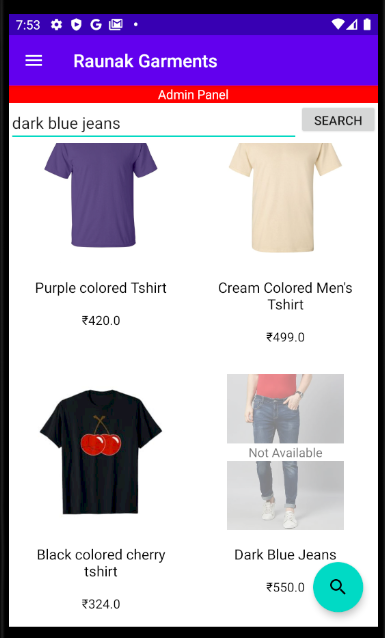 7:53
Raunak Garments
Admin Panel
dark blue jeans
SEARCH
Purple colored Tshirt
₹420.0
Cream Colored Men's
Tshirt
₹499.0
Black colored cherry
tshirt
₹324.0
Not Available
Dark Blue Jeans
₹550.0